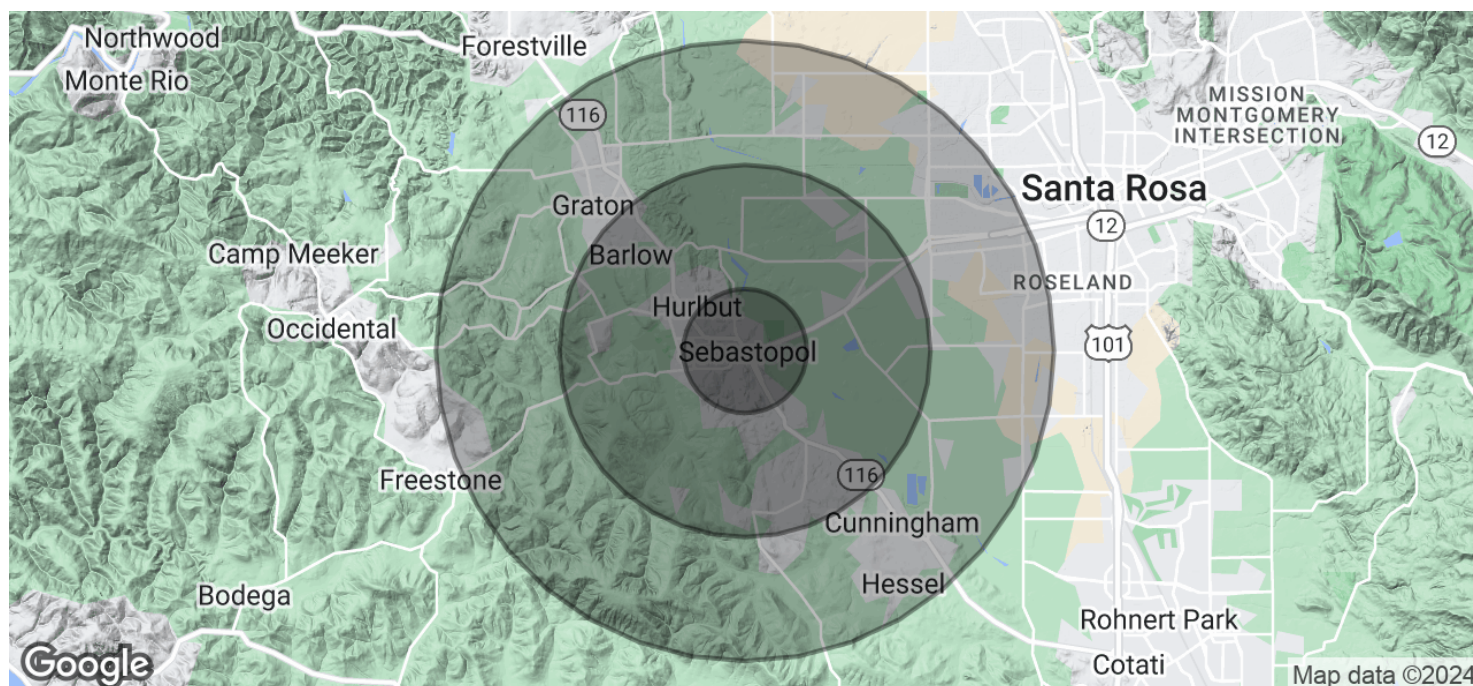 Northwood
Forestville
Monte Rio
116
MISSION
MONTGOMERY
INTERSECTION
12
Santa Rosa
Graton
12
Camp Meeker
Barlow
ROSELAND
Hurlbut
Occidental
Sebastopol
101
Freestone
116
Cunningham
Hessel
Bodega
Rohnert Park
Cotati
Google
Map data ©2024